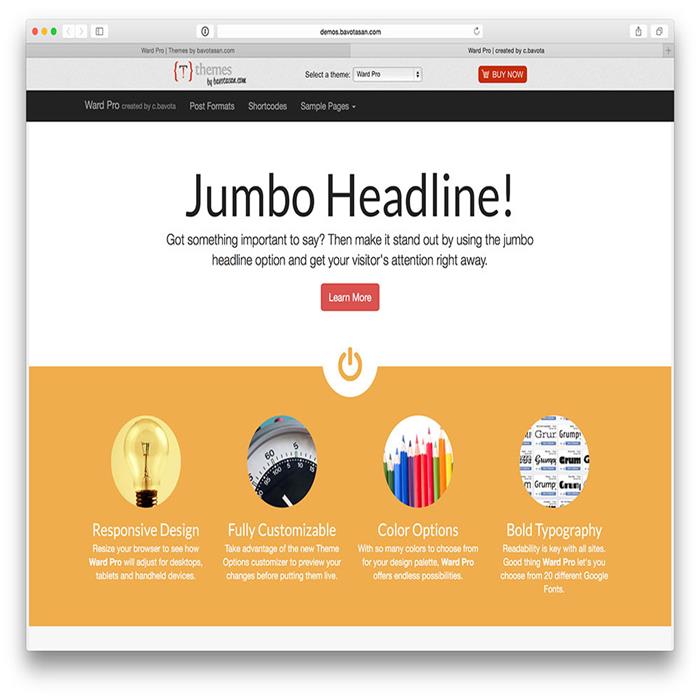 demos.bavotasan.com
Ward Pro | Themes by bavotasan.com
Ward Pro | created by c.bavota
{T} themes
by bavotasan.com
Select a theme: Ward Pro
BUY NOW
Ward Pro created by c.bavota Post Formats Shortcodes Sample Pages
Jumbo Headline!
Got something important to say? Then make it stand out by using the jumbo
headline option and get your visitor's attention right away.
Learn More
60 5
5 10 15
Grumpy
Grum
Responsive Design
Resize your browser to see how
Ward Pro will adjust for desktops,
tablets and handheld devices.
Fully Customizable
Take advantage of the new Theme
Options customizer to preview your
changes before putting them live.
Color Options
With so many colors to choose from
for your design palette, Ward Pro
offers endless possibilities.
Bold Typography
Readability is key with all sites.
Good thing Ward Pro let's you
choose from 20 different Google
Fonts.